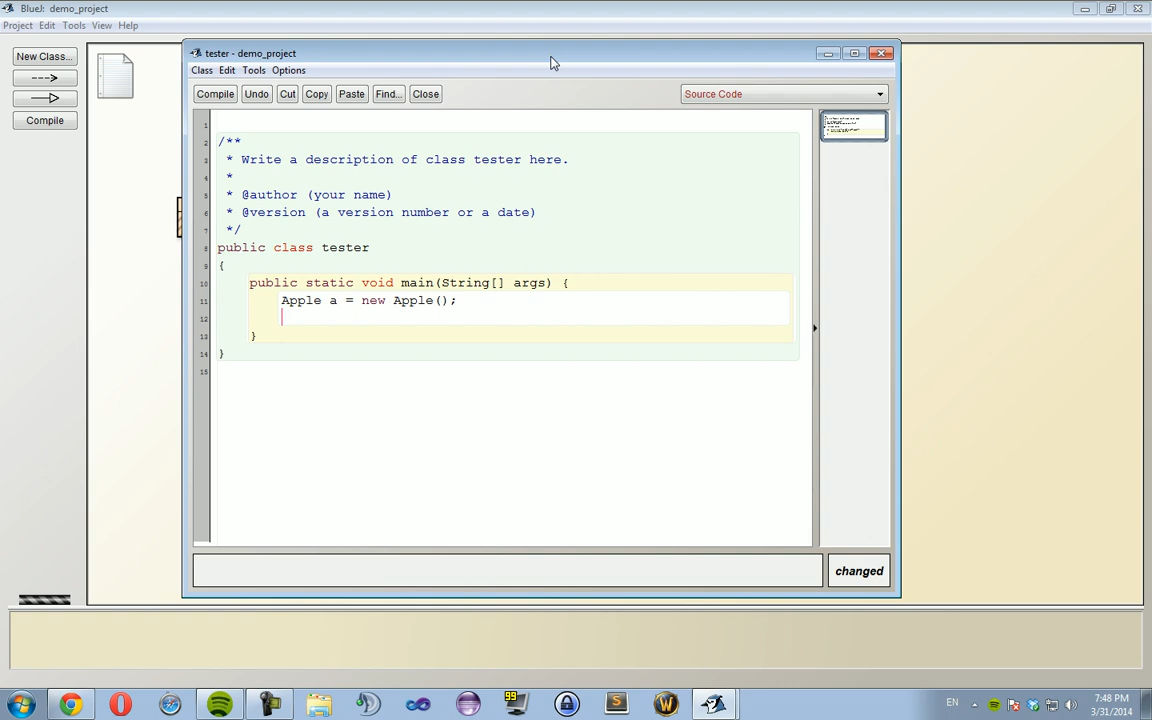 BlueJ: demo_project
Project Edit Tools View Help
New Class...
Compile
tester - demo_project
Class Edit Tools Options
Compile Undo Cut Copy Paste Find... Close
Source Code
1
2 /**
3 * Write a description of class tester here.
4 *
5 * @author (your name)
6 * @version (a version number or a date)
7 */
8 public class tester
9 {
10 public static void main(String[] args) {
11 Apple a = new Apple();
12
13 }
14 }
15
changed
99
EN
7:48 PM
3/31/2014